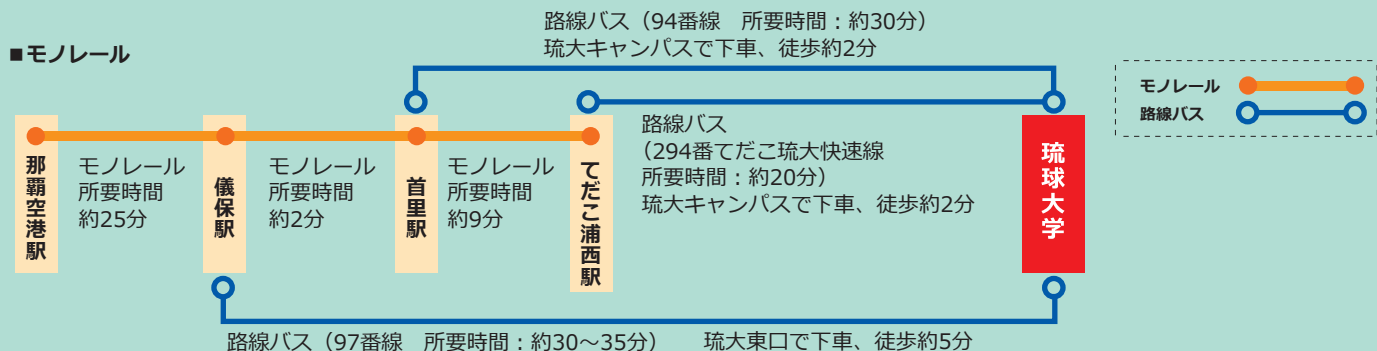 路線バス（94番線　所要時間：約30分）
琉大キャンパスで下車、徒歩約2分
■モノレール
モノレール
路線バス
那覇空港駅
モノレール
所要時間
約25分
儀保駅
モノレール
所要時間
約2分
首里駅
モノレール
所要時間
約9分
てだこ浦西駅
路線バス
（294番てだこ琉大快速線
所要時間：約20分）
琉大キャンパスで下車、徒歩約2分
琉球大学
路線バス（97番線　所要時間：約30～35分）　琉大東口で下車、徒歩約5分